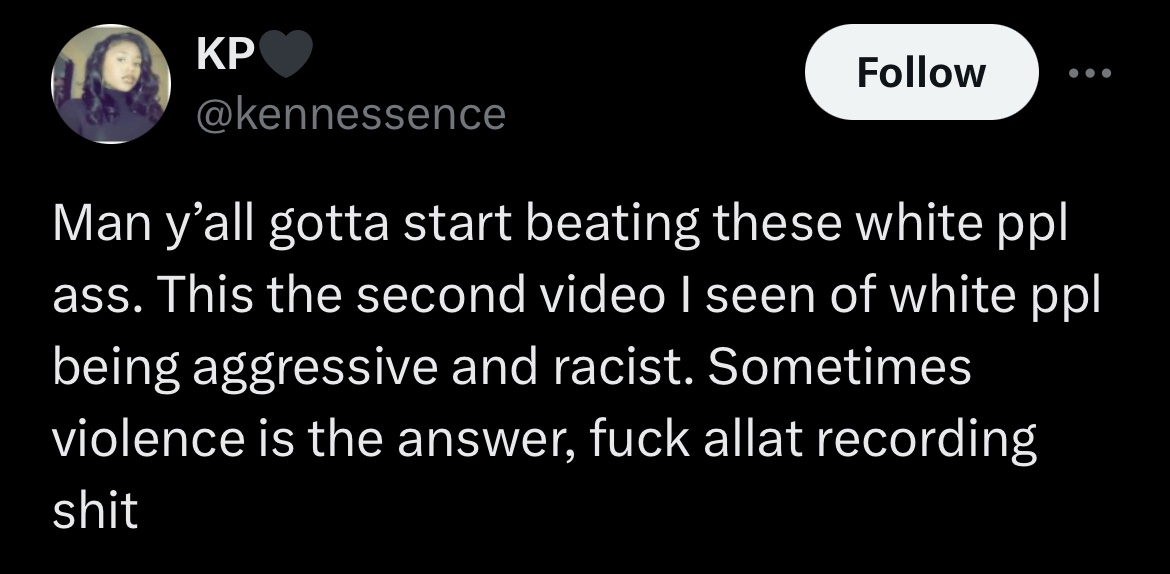 KP🖤
@kennessence
Follow
Man y’all gotta start beating these white ppl
ass. This the second video I seen of white ppl
being aggressive and racist. Sometimes
violence is the answer, fuck allat recording
shit